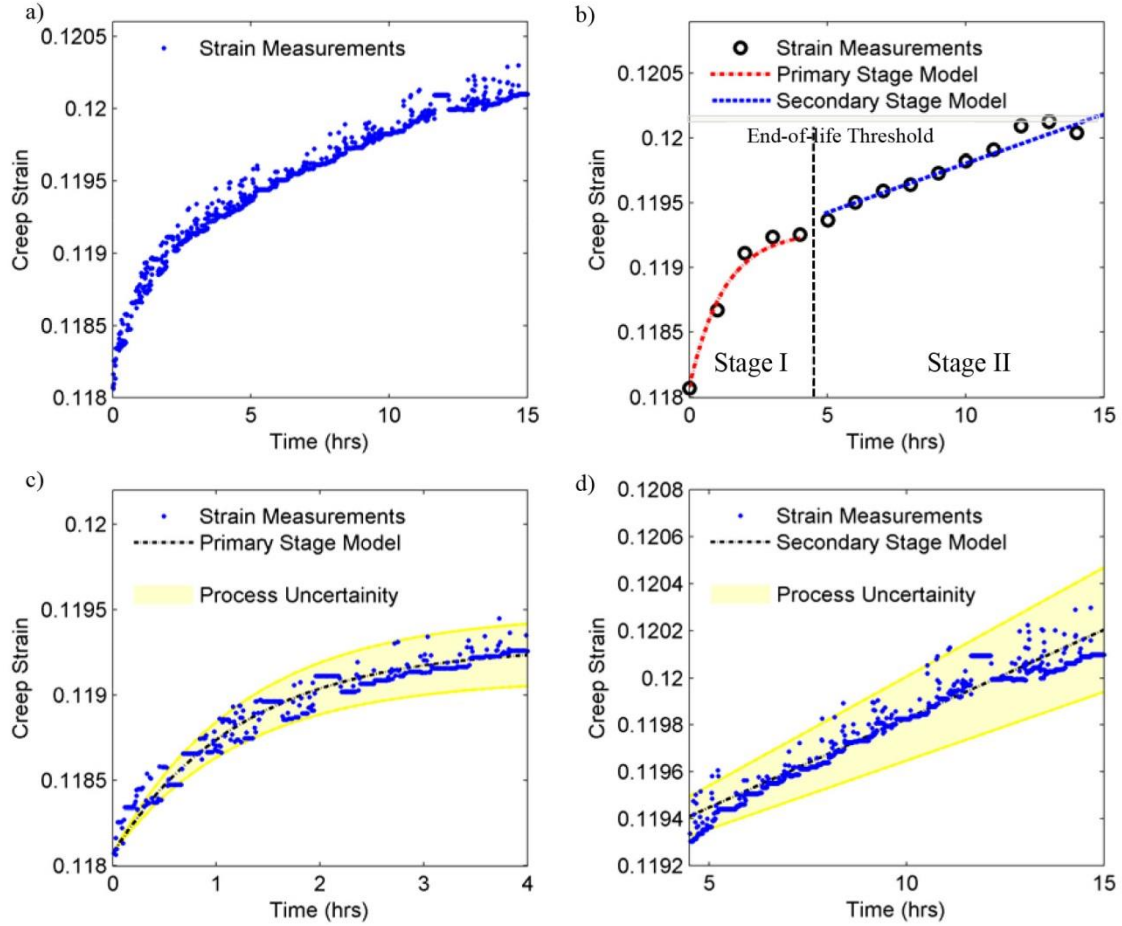 a)
0.1205
0.12
0.1195
0.119
0.1185
0.118
Creep Strain
Strain Measurements
0
5
10
15
Time (hrs)
b)
0.1205
0.12
0.1195
0.119
0.1185
0.118
Creep Strain
Strain Measurements
Primary Stage Model
Secondary Stage Model
End-of-life Threshold
Stage I
Stage II
0
5
10
15
Time (hrs)
c)
0.12
0.1195
0.119
0.1185
0.118
Creep Strain
Strain Measurements
Primary Stage Model
Process Uncertainity
0
1
2
3
4
Time (hrs)
d)
0.1208
0.1206
0.1204
0.1202
0.12
0.1198
0.1196
0.1194
0.1192
Creep Strain
Strain Measurements
Secondary Stage Model
Process Uncertainity
5
10
15
Time (hrs)